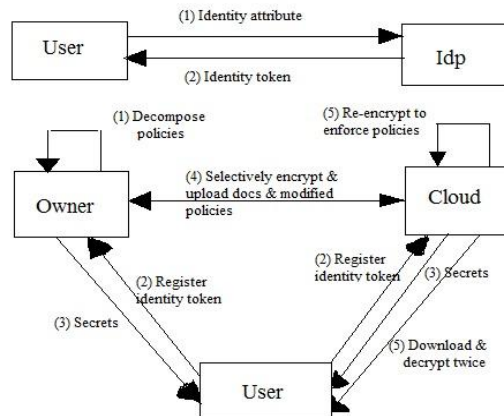 (1) Identity attribute
User
Idp
(2) Identity token
(1) Decompose
policies
(5) Re-encrypt to
enforce policies
(4) Selectively encrypt &
upload docs & modified
policies
Owner
Cloud
(2) Register
identity token
(2) Register
identity token
(3) Secrets
(3) Secrets
(5) Download &
decrypt twice
User